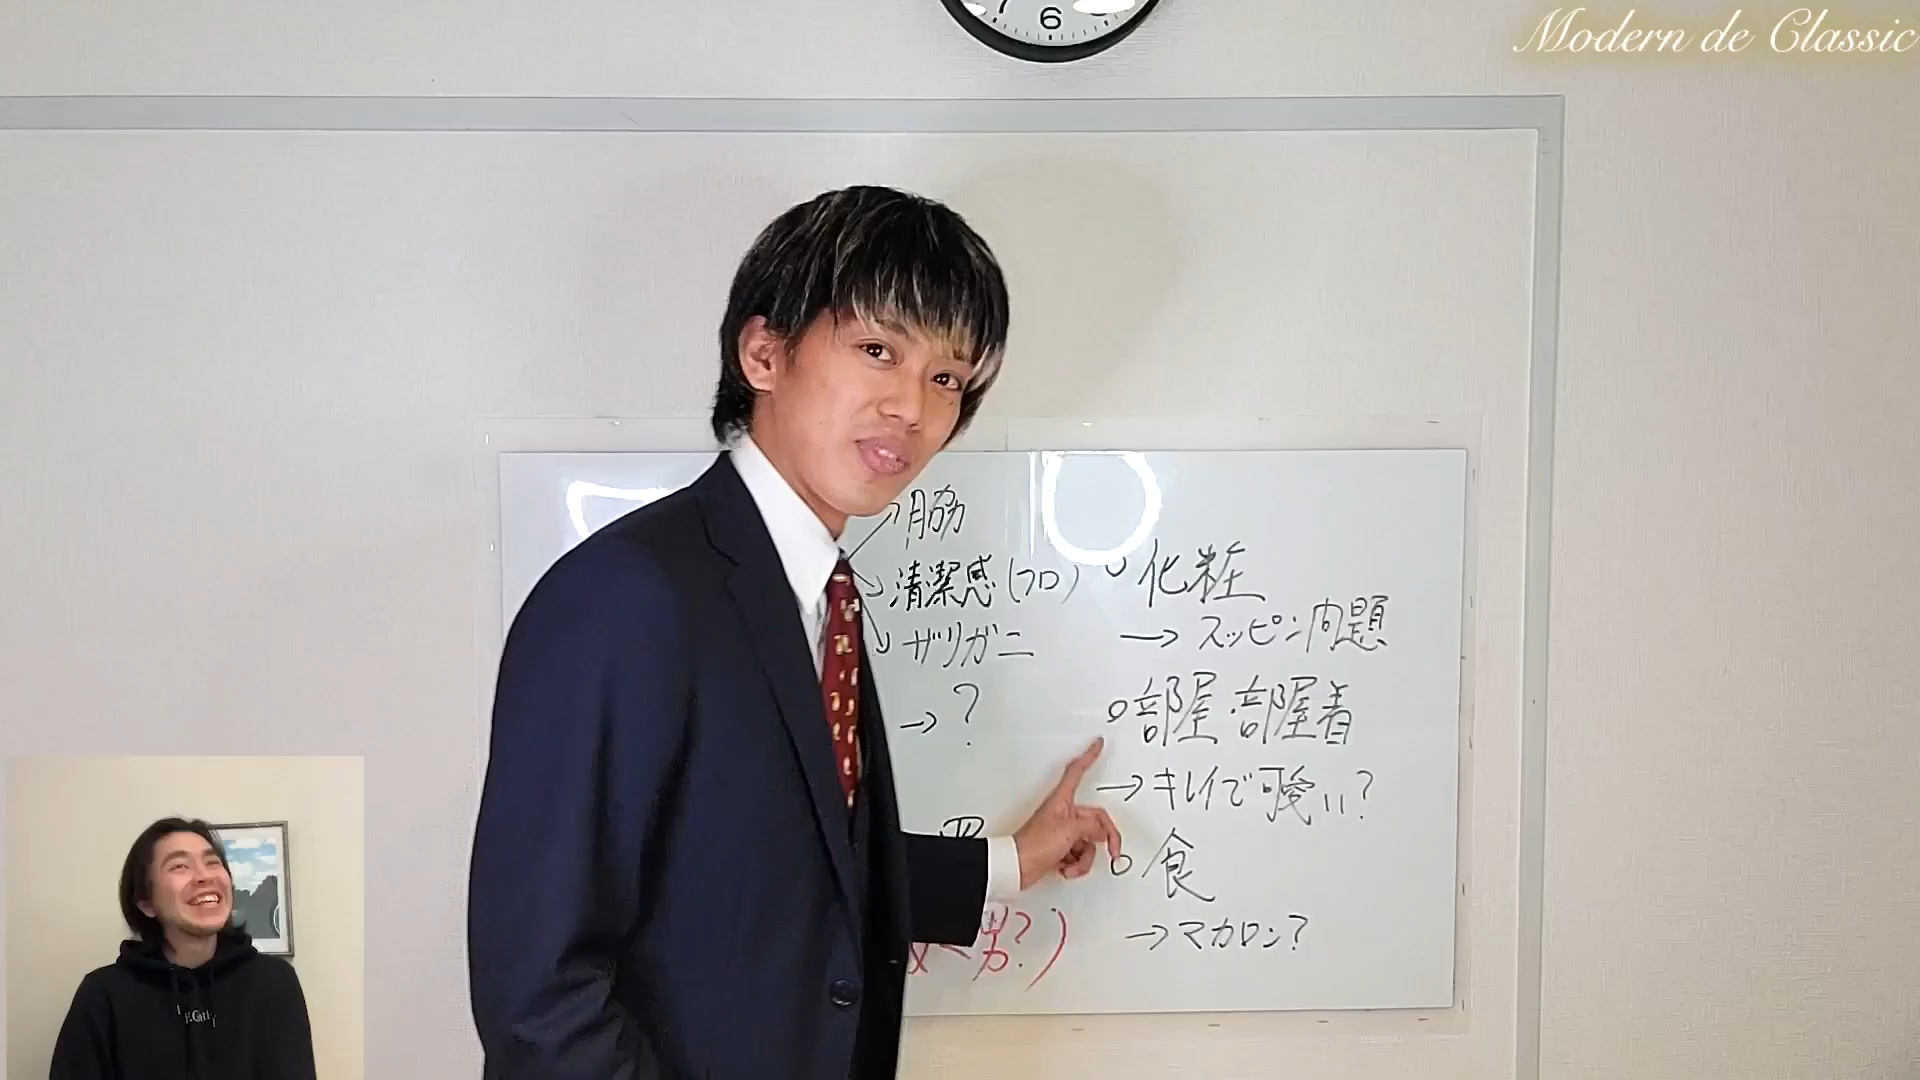 Modern de Classic
6
脇
清潔感(フロ)
ザリガニ
→?
男?)
○化粧
→スッピン問題
○部屋・部屋着
→キレイで可愛い?
○食
→マカロン?